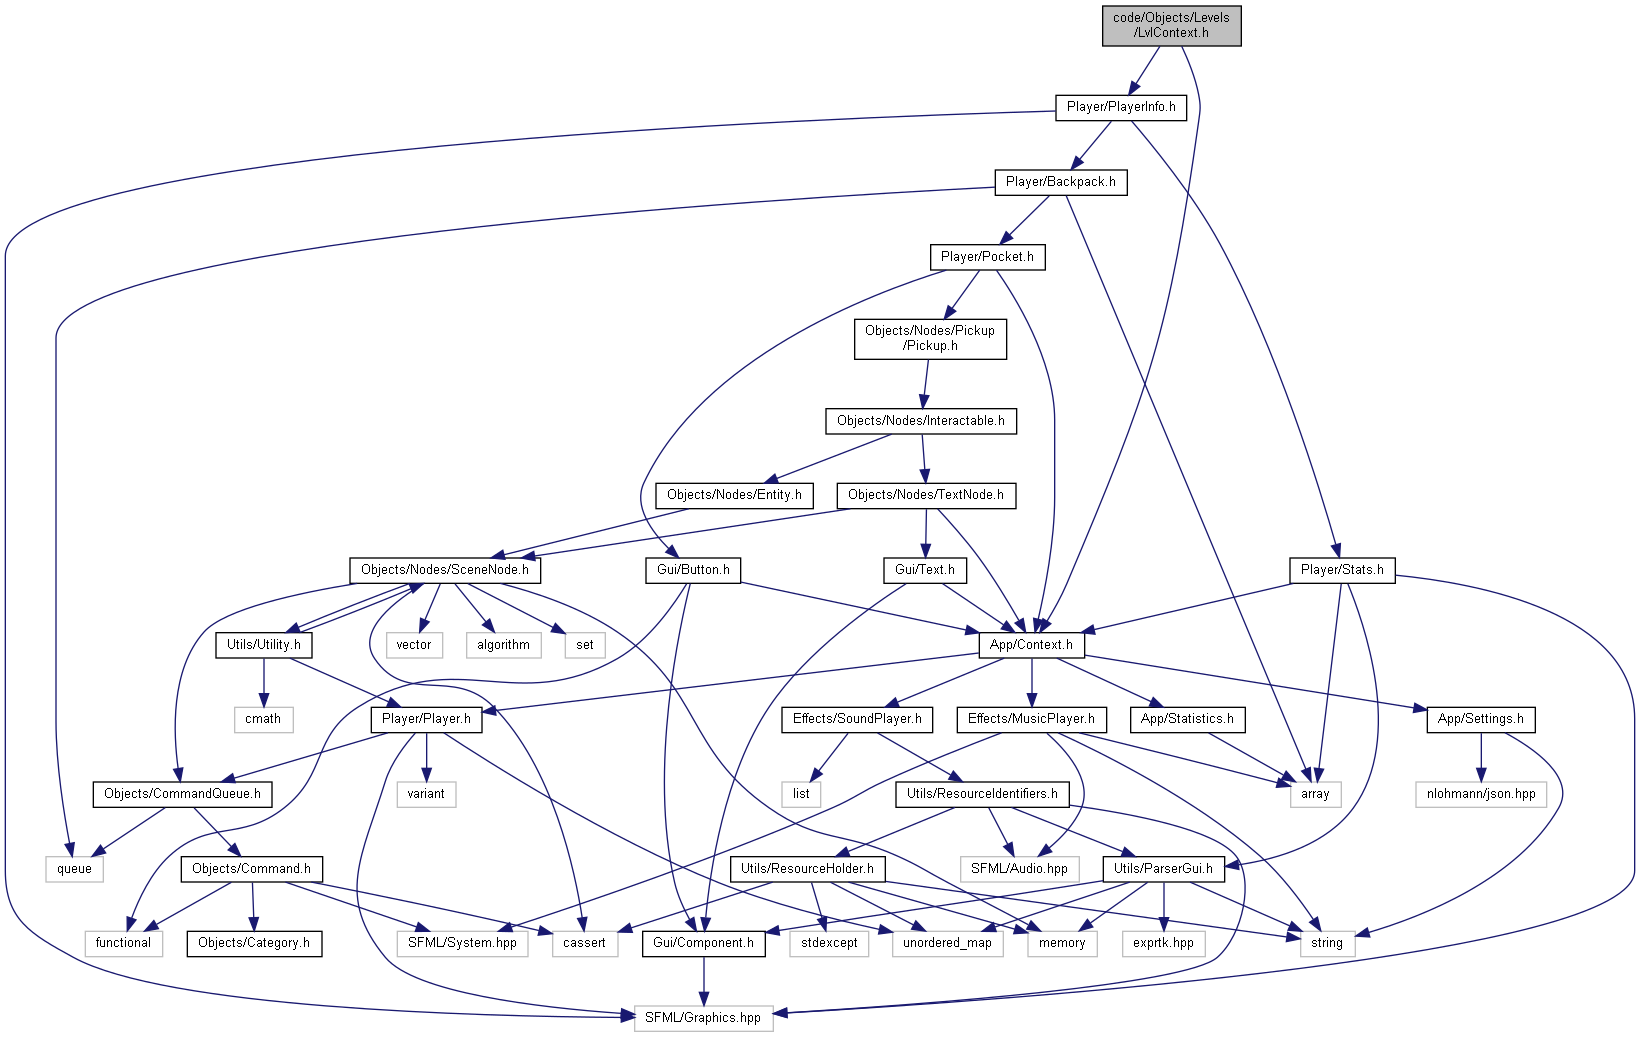 code/Objects/Levels
/LvlContext.h
Player/PlayerInfo.h
Player/Backpack.h
Player/Pocket.h
Objects/Nodes/Pickup
/Pickup.h
Objects/Nodes/Interactable.h
Objects/Nodes/Entity.h
Objects/Nodes/TextNode.h
Objects/Nodes/SceneNode.h
Gui/Button.h
Gui/Text.h
Player/Stats.h
Utils/Utility.h
vector
algorithm
set
App/Context.h
cmath
Player/Player.h
Effects/SoundPlayer.h
Effects/MusicPlayer.h
App/Statistics.h
App/Settings.h
Objects/CommandQueue.h
variant
list
Utils/ResourceIdentifiers.h
array
nlohmann/json.hpp
queue
Objects/Command.h
Utils/ResourceHolder.h
SFML/Audio.hpp
Utils/ParserGui.h
functional
Objects/Category.h
SFML/System.hpp
cassert
Gui/Component.h
stdexcept
unordered_map
memory
exprtk.hpp
string
SFML/Graphics.hpp